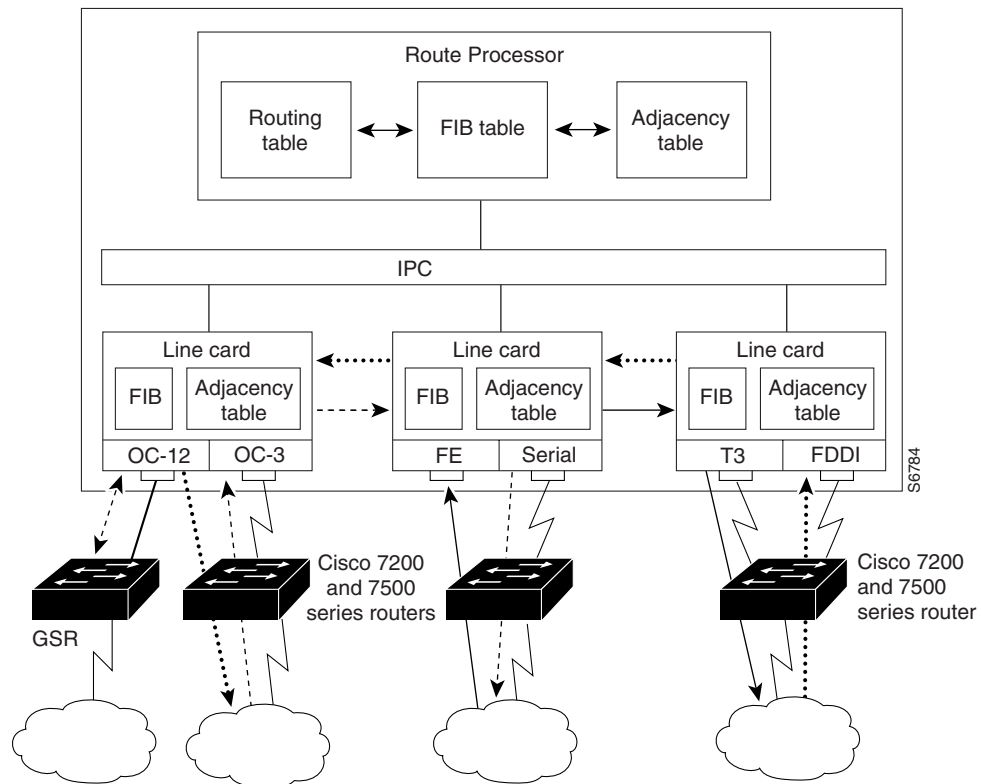 Route Processor
Routing
table
FIB table
Adjacency
table
IPC
Line card
FIB
Adjacency
table
OC-12
OC-3
Line card
FIB
Adjacency
table
FE
Serial
Line card
FIB
Adjacency
table
T3
FDDI
S6784
GSR
Cisco 7200
and 7500
series routers
Cisco 7200
and 7500
series router